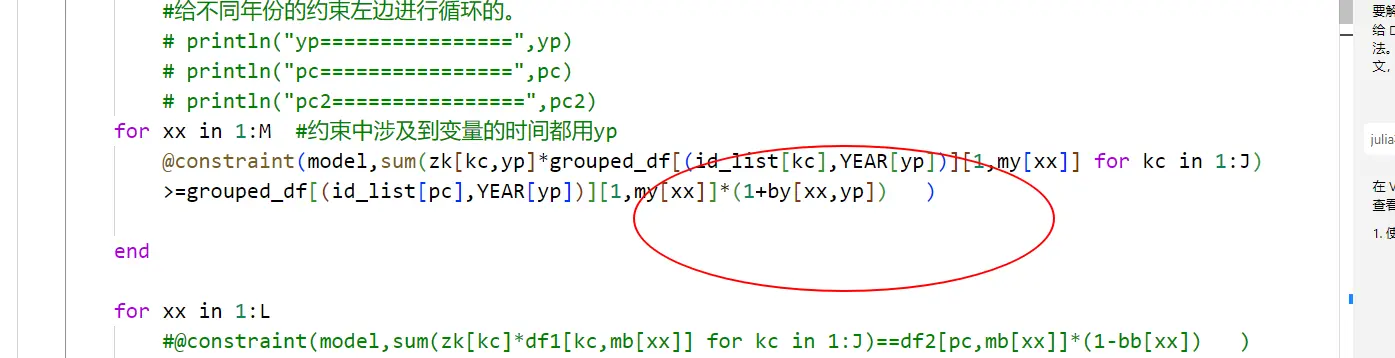 #给不同年份的约束左边进行循环的。
# println("yp================",yp)
# println("pc================",pc)
# println("pc2================",pc2)
for xx in 1:M  #约束中涉及到变量的时间都用yp
@constraint(model,sum(zk[kc,yp]*grouped_df[(id_list[kc],YEAR[yp])][1,my[xx]] for kc in 1:J)
>=grouped_df[(id_list[pc],YEAR[yp])][1,my[xx]]*(1+by[xx,yp])   )
end
for xx in 1:L
#@constraint(model,sum(zk[kc]*df1[kc,mb[xx]] for kc in 1:J)==df2[pc,mb[xx]]*(1-bb[xx])   )
要解
给
法。
文,
julia
在 V
查看
1. 使